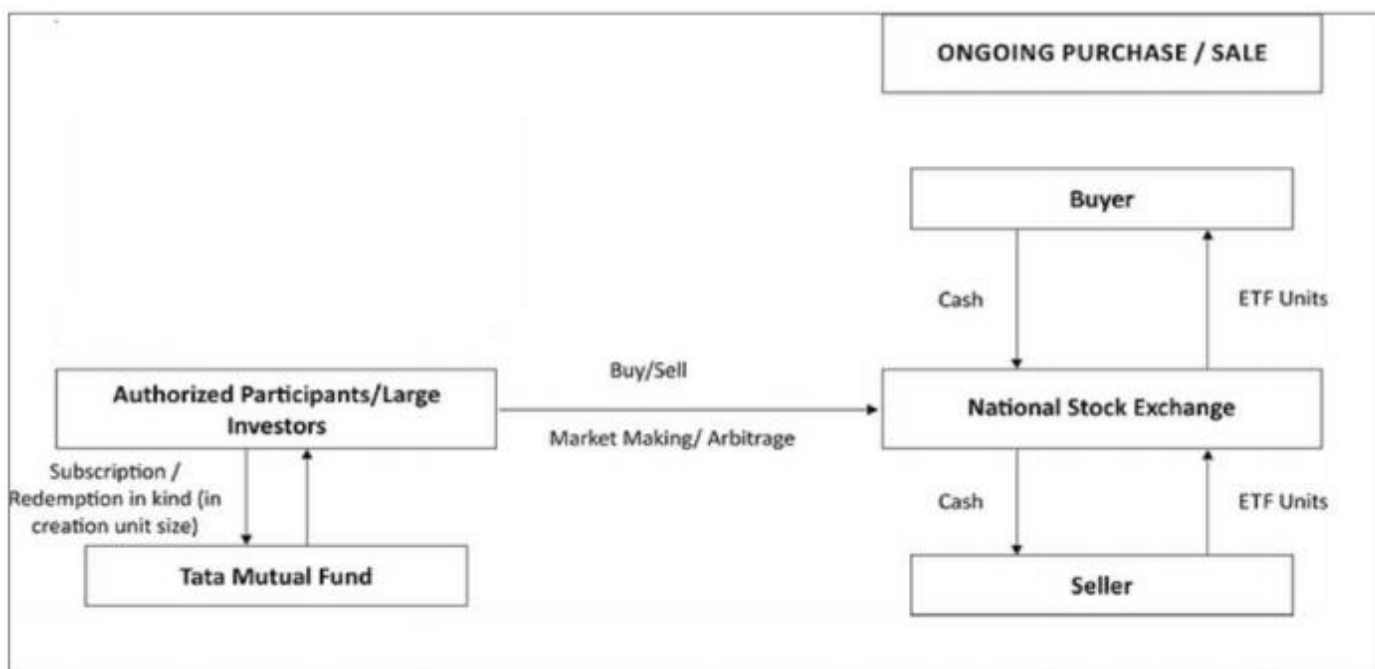 ONGOING PURCHASE / SALE
Buyer
Cash
ETF Units
Buy/Sell
Authorized Participants/Large
Investors
National Stock Exchange
Market Making/ Arbitrage
Subscription /
Redemption in kind (in
creation unit size)
Cash
ETF Units
Tata Mutual Fund
Seller